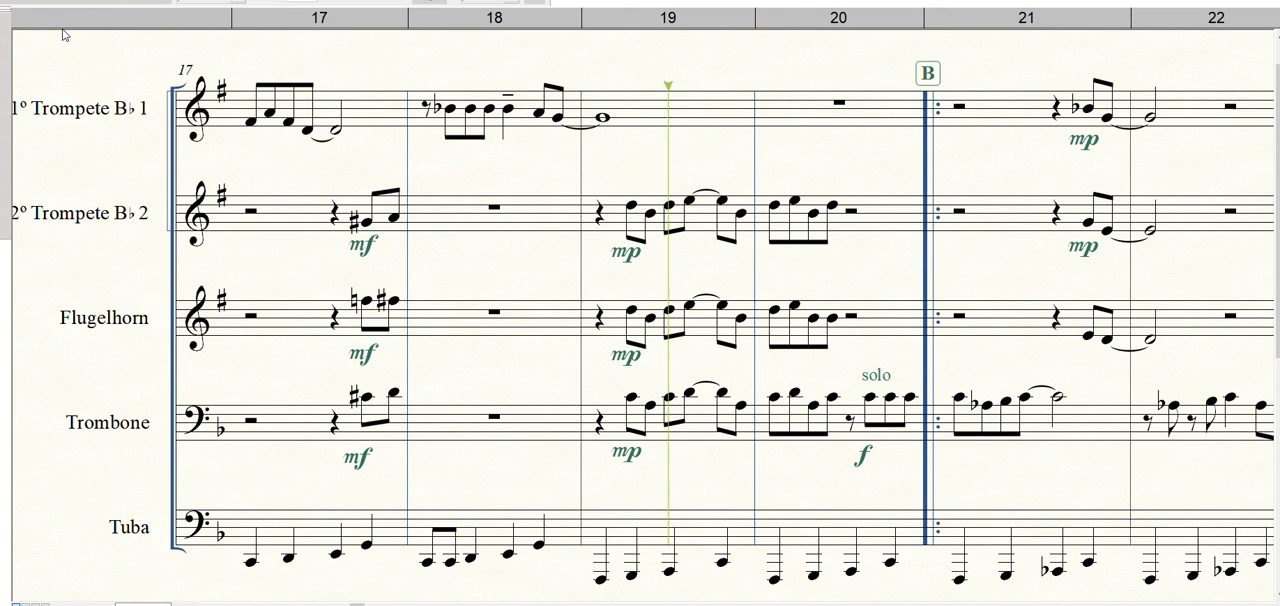 17 18 19 20 21 22
17
B
1º Trompete B♭ 1
mp
2º Trompete B♭ 2
mf mp mp
Flugelhorn
mf mp
solo
Trombone
mf mp f
Tuba